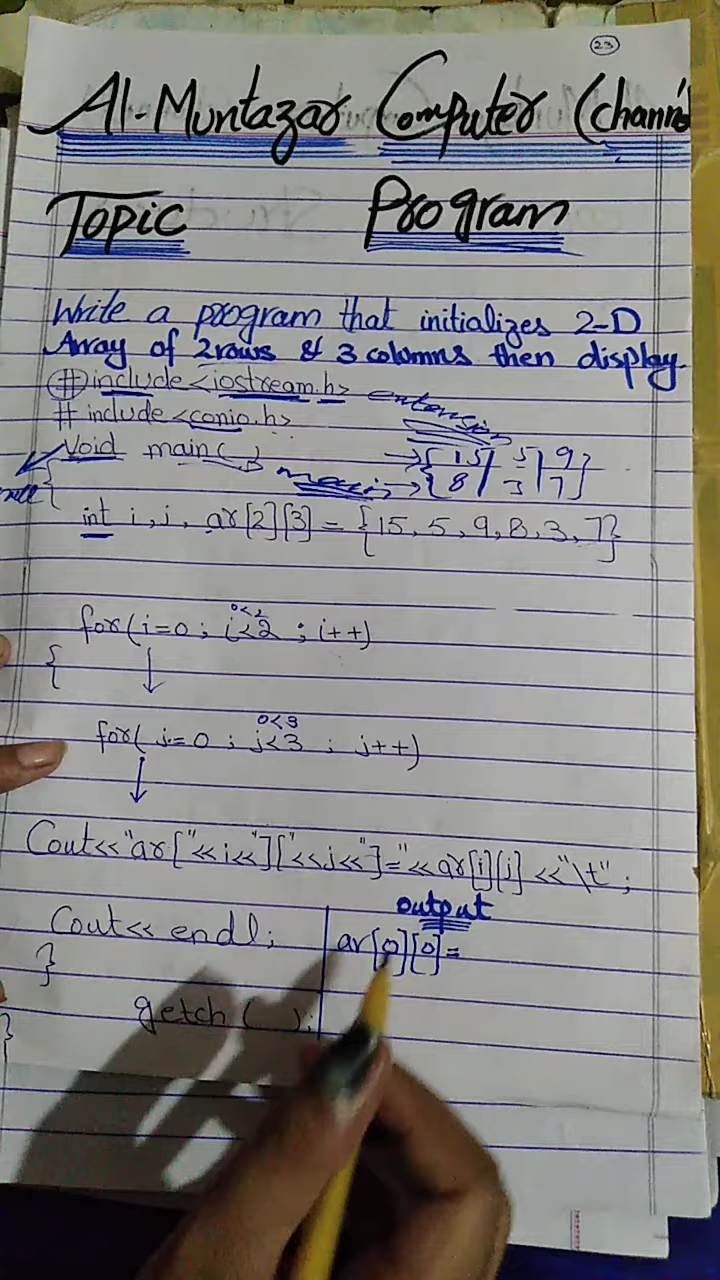 23
Al-Muntazar Computer (channel
Topic Program
Write a program that initializes 2-D
Array of 2 rows & 3 columns then display.
#include <iostream.h> extension
# include <conio.h>
Void main( ) →{15| 5| 9}
{ main →{8| 3| 7}
int i, j, ar[2][3] = {15, 5, 9, 8, 3, 7}
0<2
for(i=0 ; i<2 ; i++)
{
0<3
for( j=0 ; j<3 ; j++)
Cout<<"ar["<<i<<"]["<<j<<"]="<<ar[i][j] <<"\t" ;
output
Cout<< endl; ar[0][0]=
}
getch ( );
}